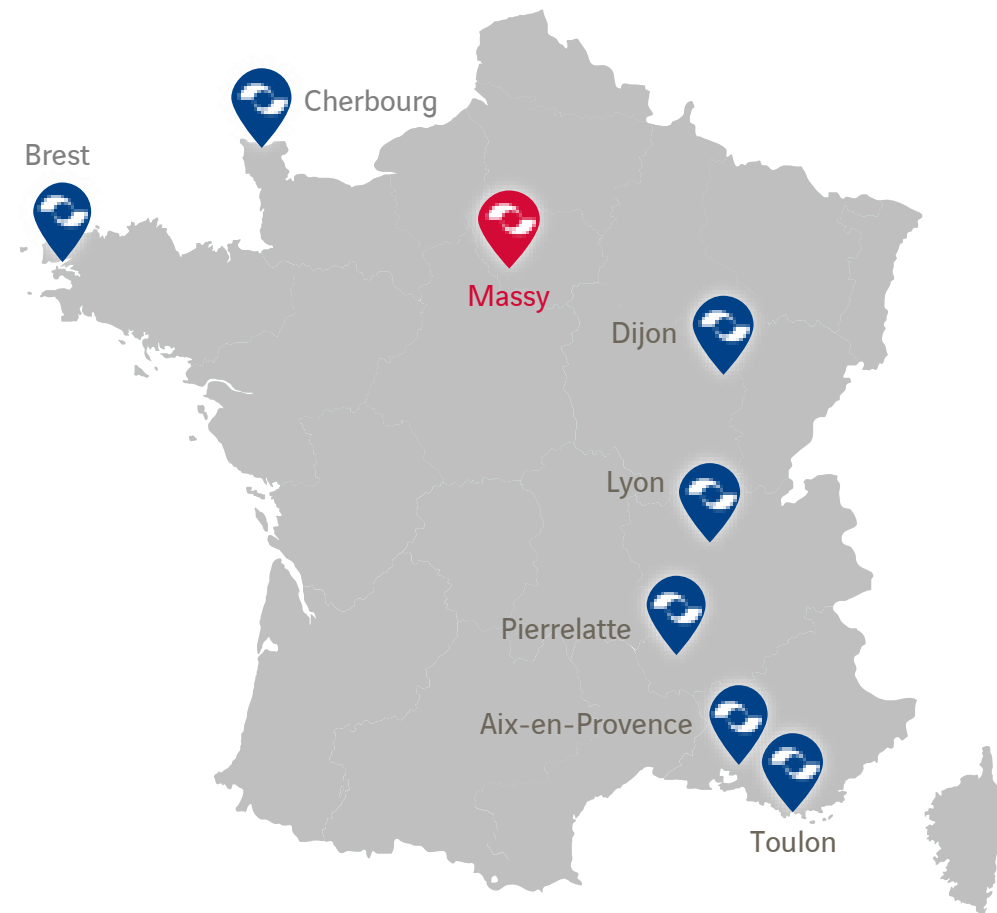 Cherbourg
Brest
Massy
Dijon
Lyon
Pierrelatte
Aix-en-Provence
Toulon